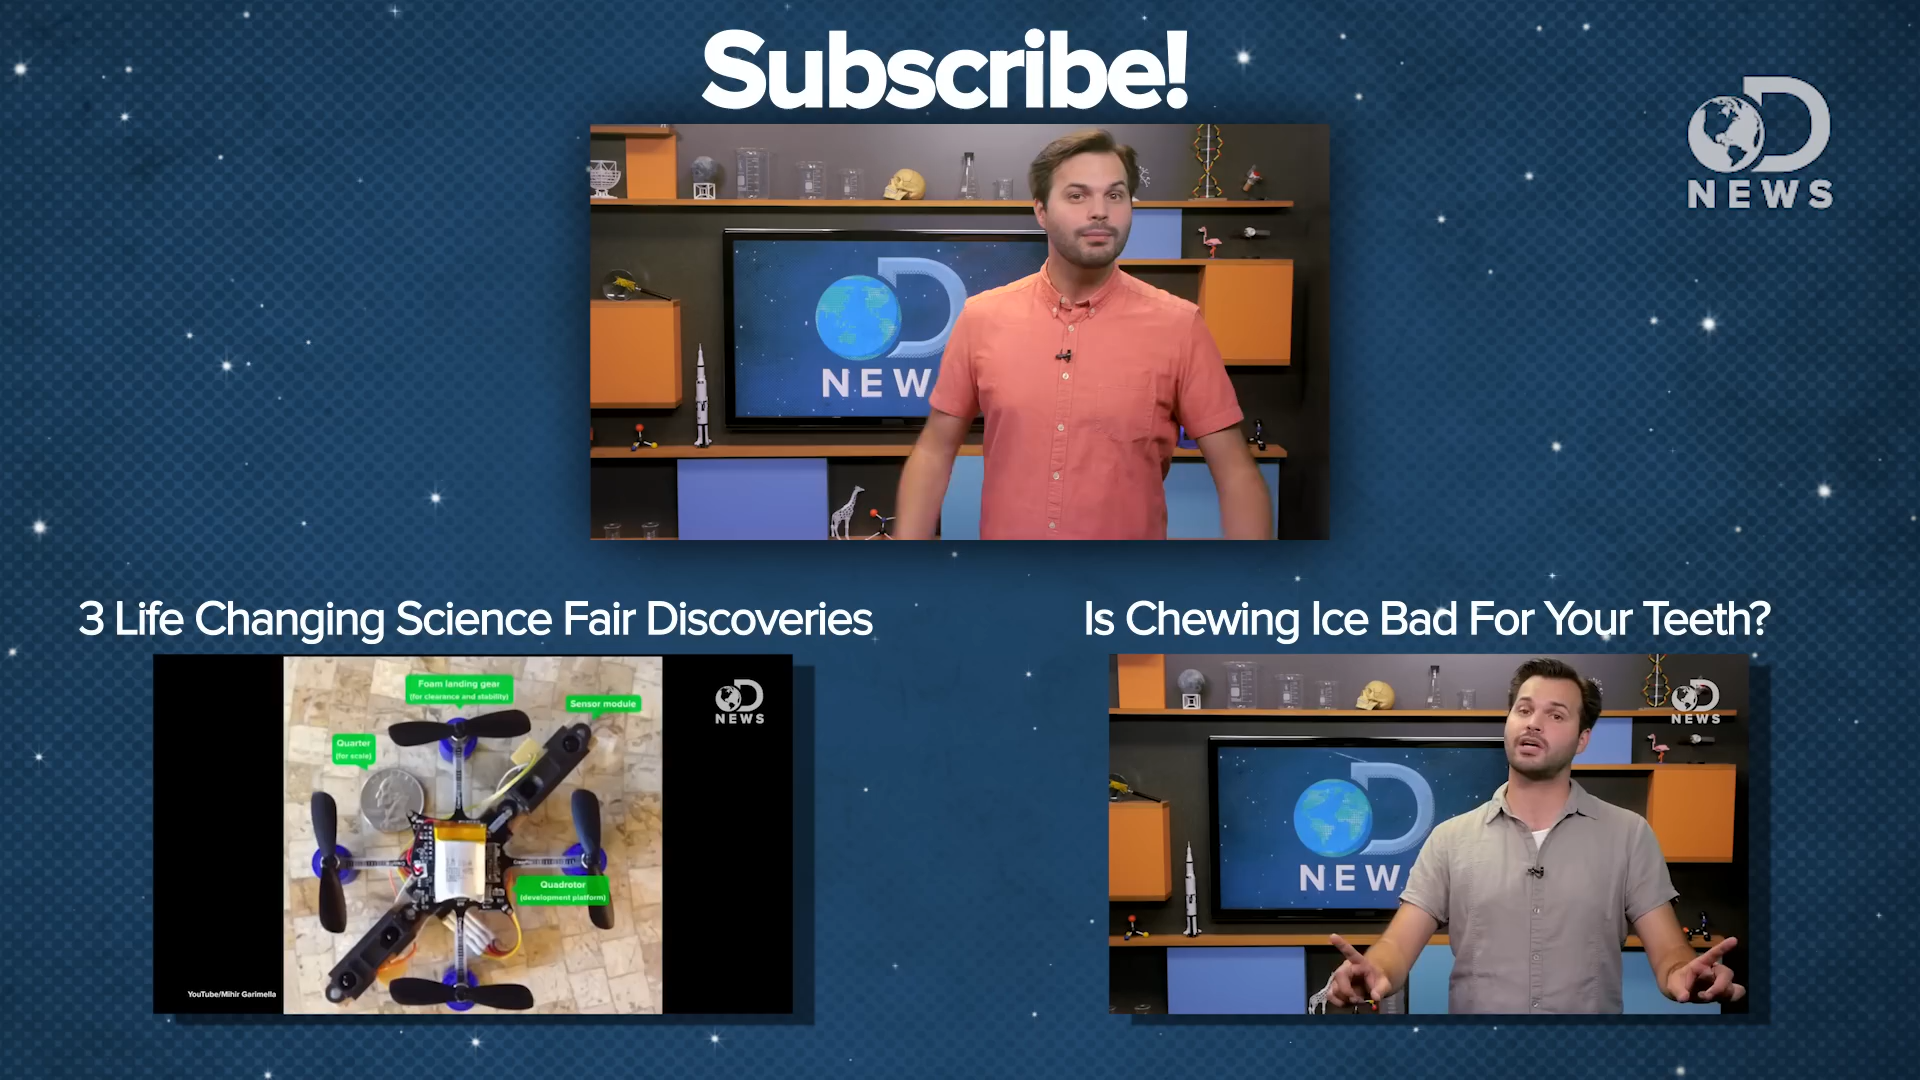 Subscribe!
NEWS
NEW
3 Life Changing Science Fair Discoveries
Is Chewing Ice Bad For Your Teeth?
Foam landing gear
(for clearance and stability)
Sensor module
Quarter
(for scale)
Quadrotor
(development platform)
YouTube/Mihir Garimella
NEWS
NEWS
NEW